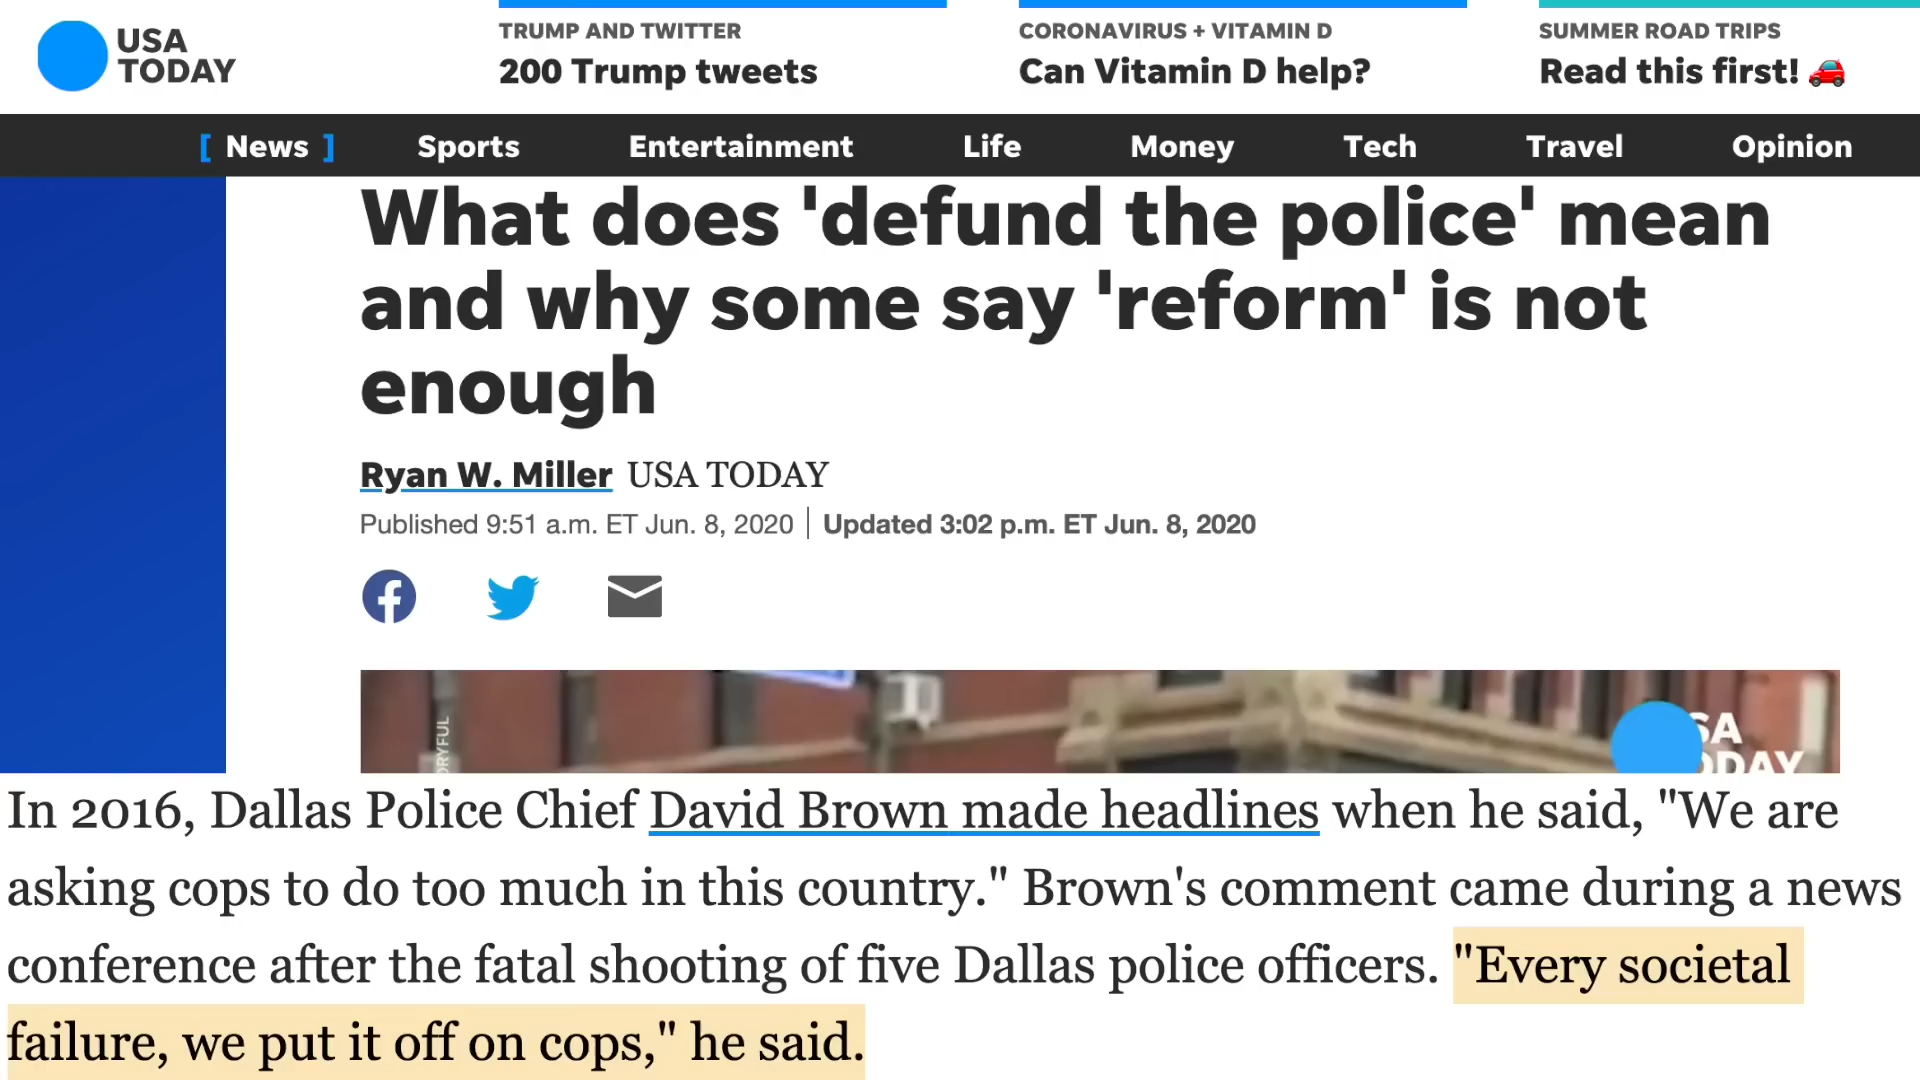 USA
TODAY
TRUMP AND TWITTER
200 Trump tweets
CORONAVIRUS + VITAMIN D
Can Vitamin D help?
SUMMER ROAD TRIPS
Read this first! 🚗
[ News ] Sports Entertainment Life Money Tech Travel Opinion
What does 'defund the police' mean
and why some say 'reform' is not
enough
Ryan W. Miller USA TODAY
Published 9:51 a.m. ET Jun. 8, 2020 | Updated 3:02 p.m. ET Jun. 8, 2020
In 2016, Dallas Police Chief David Brown made headlines when he said, "We are
asking cops to do too much in this country." Brown's comment came during a news
conference after the fatal shooting of five Dallas police officers. "Every societal
failure, we put it off on cops," he said.